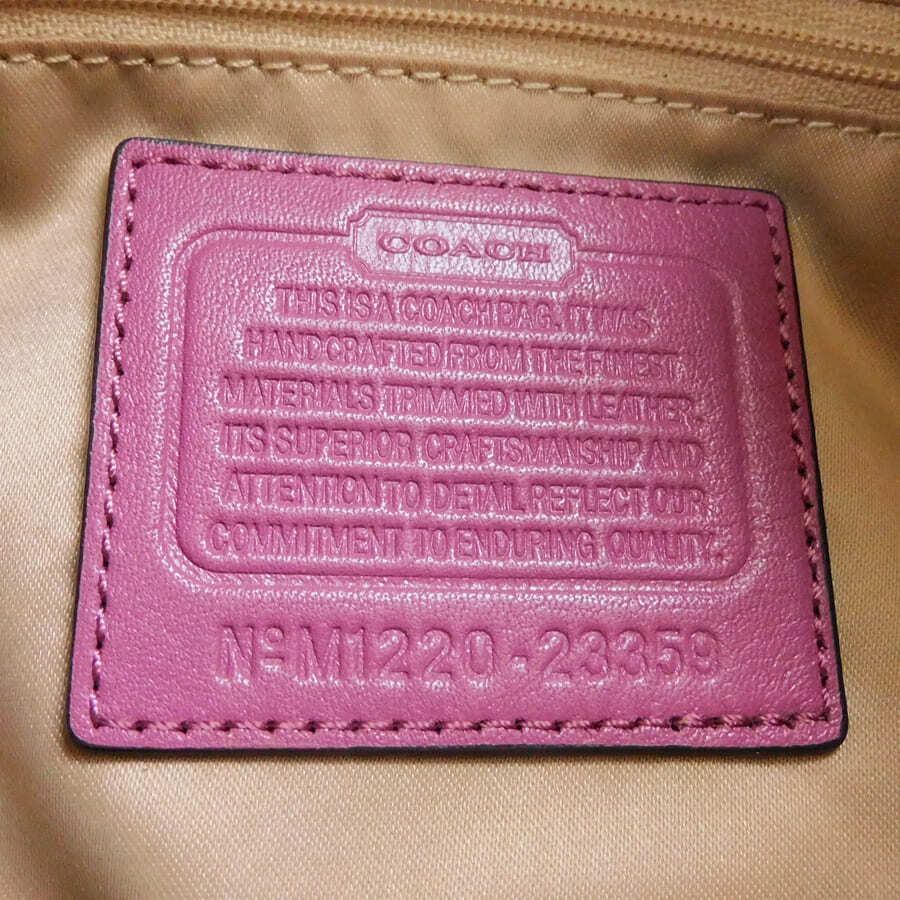 COACH
THIS IS A COACH BAG. IT WAS
HANDCRAFTED FROM THE FINEST
MATERIALS TRIMMED WITH LEATHER.
ITS SUPERIOR CRAFTSMANSHIP AND
ATTENTION TO DETAIL REFLECT OUR
COMMITMENT TO ENDURING QUALITY.
Nº M1220-23359